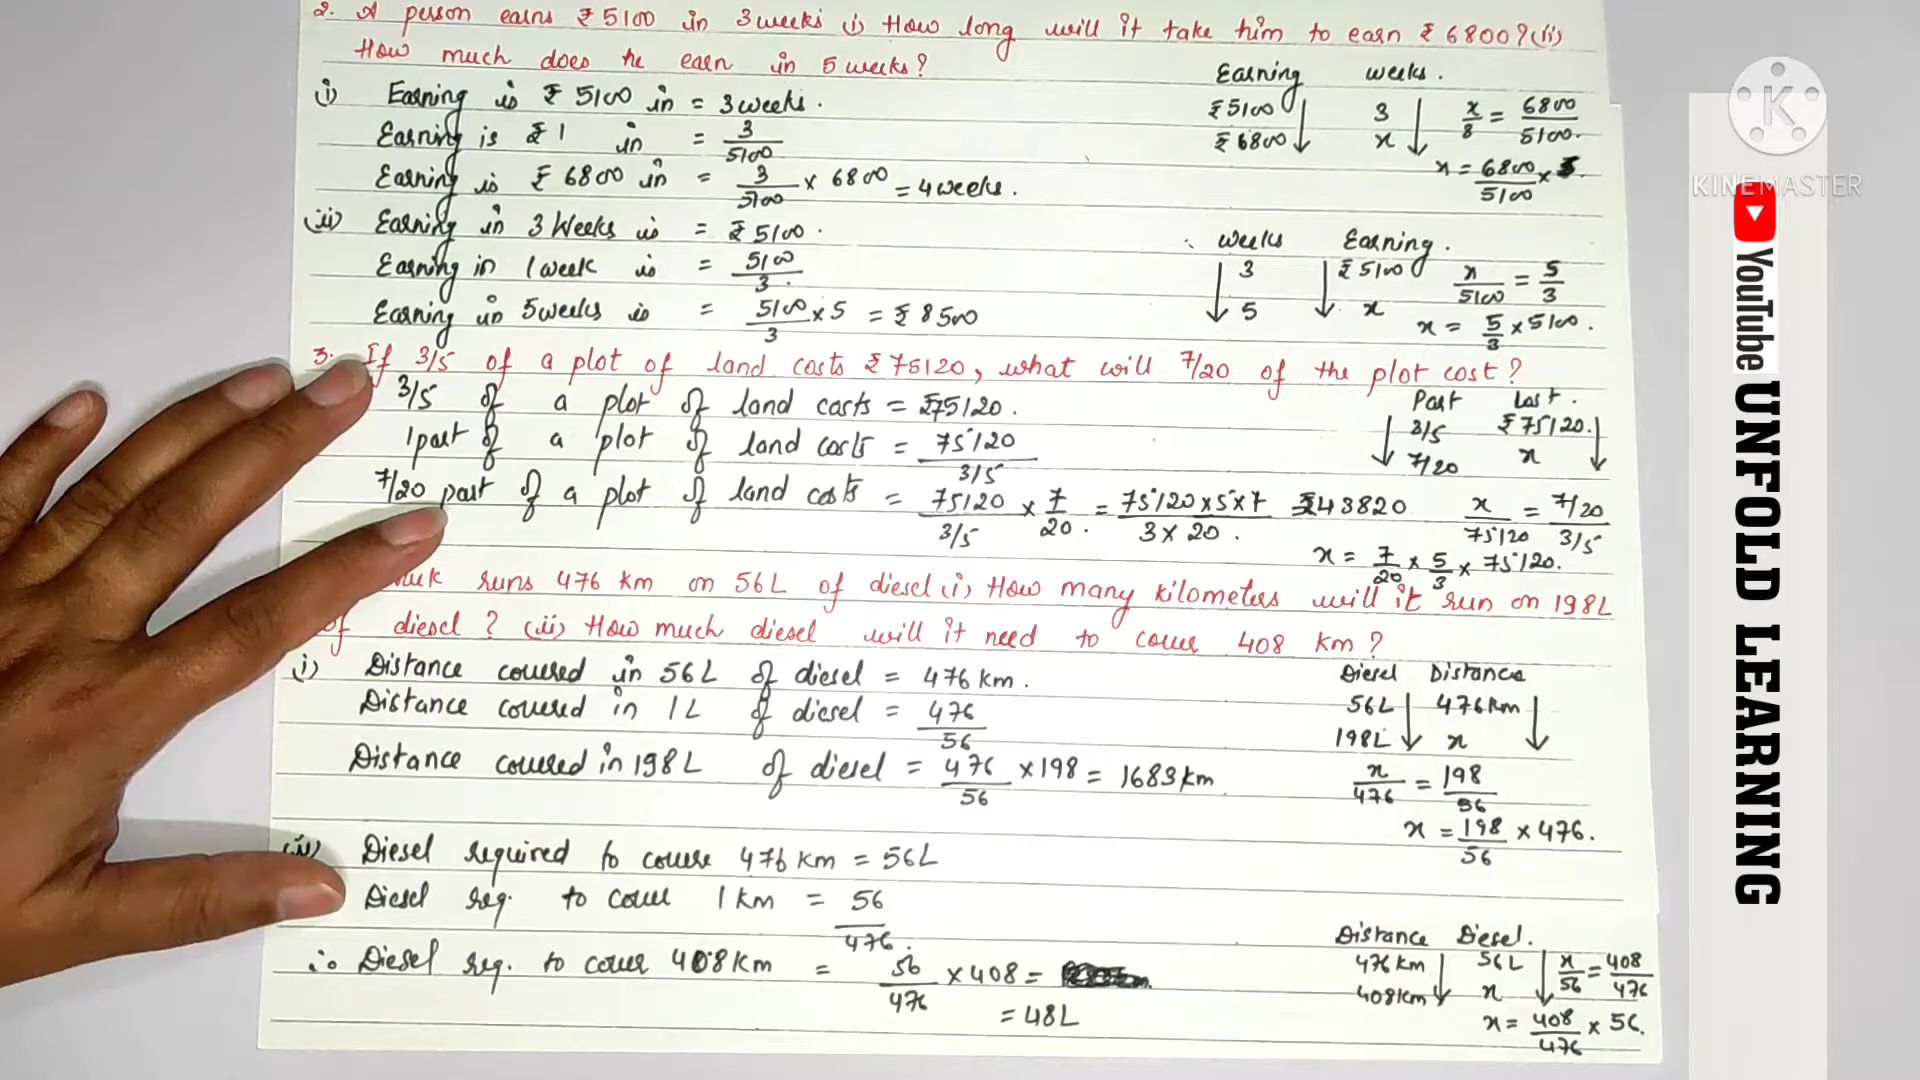 2. A person earns ₹5100 in 3 weeks (i) How long will it take him to earn ₹6800? (ii)
How much does he earn in 5 weeks?
(i) Earning is ₹ 5100 in = 3 weeks.
Earning is ₹ 1 in = 3/5100
Earning is ₹ 6800 in = 3/5100 × 6800 = 4 weeks.
Earning weeks.
₹5100 3
₹6800 x
x/8 = 6800/5100.
x = 6800/5100 × 3.
(ii) Earning in 3 Weeks is = ₹ 5100.
Earning in 1 week is = 5100/3.
Earning in 5 weeks is = 5100/3 × 5 = ₹ 8500
Weeks Earning.
3 ₹5100
5 x
x/5100 = 5/3
x = 5/3 × 5100.
3. If 3/5 of a plot of land costs ₹75120, what will 7/20 of the plot cost?
3/5 of a plot of land costs = ₹75120.
1 part of a plot of land costs = 75120/3/5
7/20 part of a plot of land costs = 75120/3/5 × 7/20. = 75120×5×7/3×20. = ₹43820
Part
3/5 ₹75120.
7/20 x
x/75120 = 7/20/3/5
x = 7/20 × 5/3 × 75120.
runs 476 km on 56L of diesel (i) How many kilometers will it run on 198L
of diesel? (ii) How much diesel will it need to cover 408 km?
(i) Distance covered in 56L of diesel = 476 km.
Distance covered in 1L of diesel = 476/56
Distance covered in 198L of diesel = 476/56 × 198 = 1683 km
Diesel Distance
56L 476km
198L x
x/476 = 198/56
x = 198/56 × 476.
(ii) Diesel required to cover 476 km = 56L
Diesel req. to cover 1 km = 56/476.
∴ Diesel req. to cover 408 km = 56/476 × 408 =
= 48L
Distance Diesel.
476km 56L
408km x
x/56 = 408/476
x = 408/476 × 56.
K
KINEMASTER
YouTube UNFOLD LEARNING